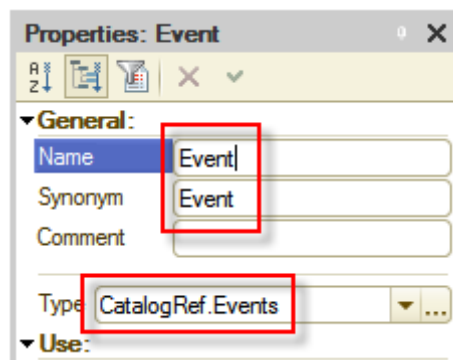 Properties: Event
General:
Name Event
Synonym Event
Comment
Type CatalogRef.Events ...
Use: